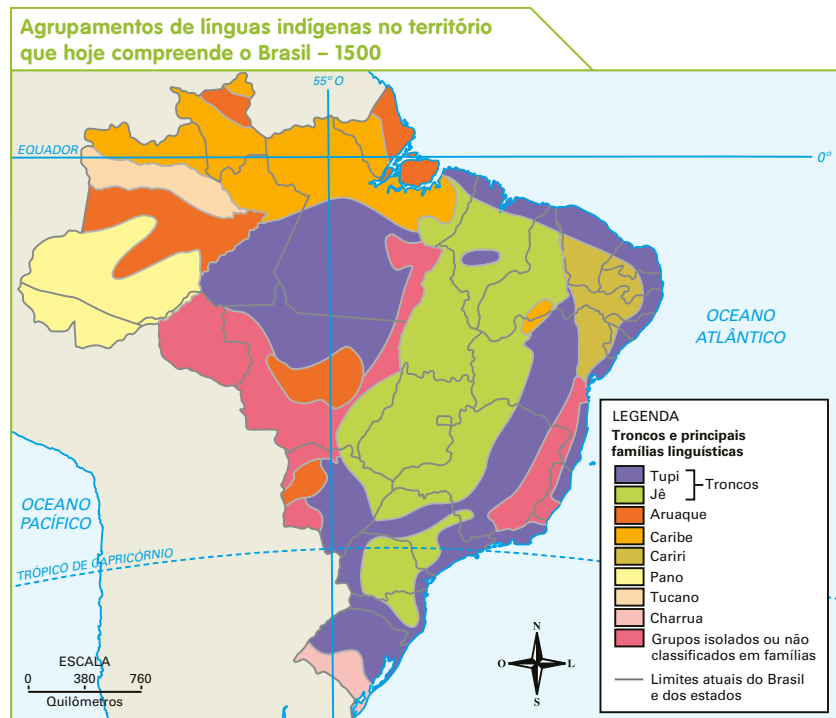 Agrupamentos de línguas indígenas no território
que hoje compreende o Brasil – 1500
55º O
EQUADOR
0º
OCEANO
ATLÂNTICO
OCEANO
PACÍFICO
TRÓPICO DE CAPRICÓRNIO
LEGENDA
Troncos e principais
famílias linguísticas
Tupi
Jê
Troncos
Aruaque
Caribe
Cariri
Pano
Tucano
Charrua
Grupos isolados ou não
classificados em famílias
Limites atuais do Brasil
e dos estados
ESCALA
0 380 760
Quilômetros
N
O L
S